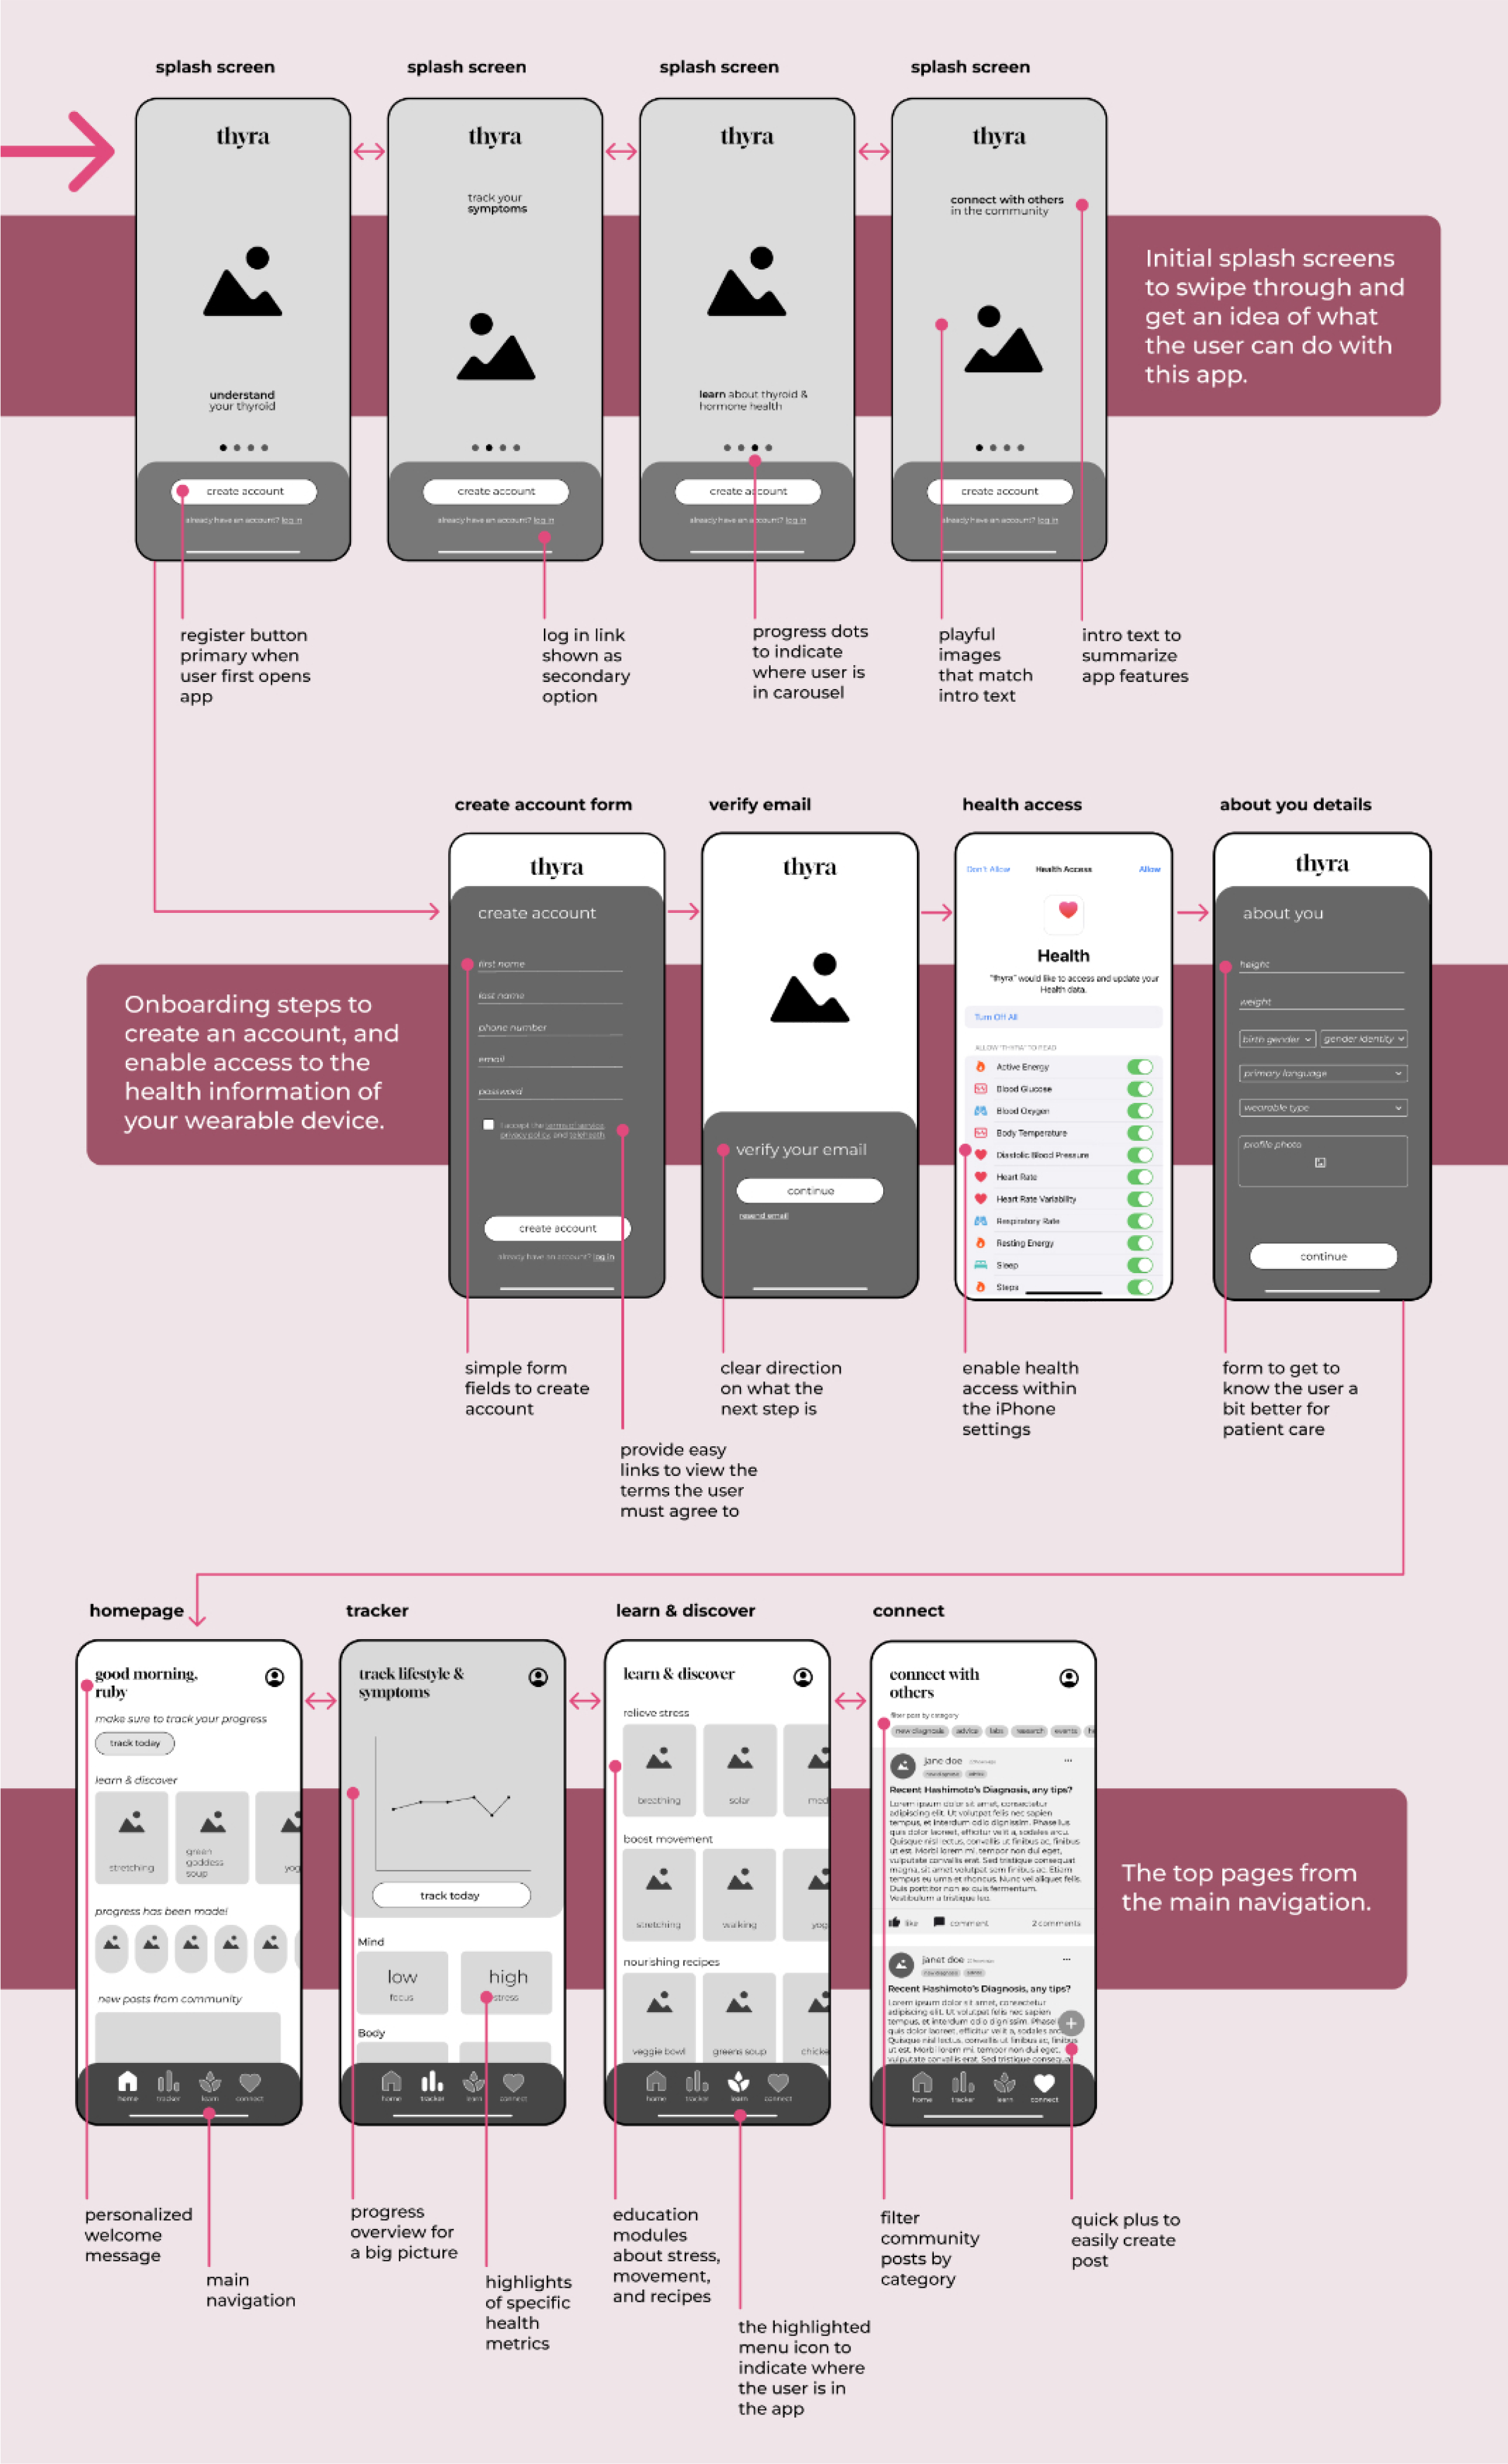 splash screen
splash screen
splash screen
splash screen
thyra
thyra
thyra
thyra
track your
symptoms
connect with others
in the community
understand
your thyroid
learn about thyroid &
hormone health
create account
create account
create account
create account
already have an account? log in
already have an account? log in
already have an account? log in
already have an account? log in
Initial splash screens
to swipe through and
get an idea of what
the user can do with
this app.
register button
primary when
user first opens
app
log in link
shown as
secondary
option
progress dots
to indicate
where user is
in carousel
playful
images
that match
intro text
intro text to
summarize
app features
create account form
verify email
health access
about you details
Onboarding steps to
create an account, and
enable access to the
health information of
your wearable device.
thyra
create account
first name
last name
phone number
email
password
I accept the terms of service,
privacy policy, and telehealth
create account
already have an account? log in
thyra
verify your email
continue
resend email
Don't Allow
Health Access
Allow
Health
"thyra" would like to access and update your
Health data.
Turn Off All
ALLOW "THYRA" TO READ
Active Energy
Blood Glucose
Blood Oxygen
Body Temperature
Diastolic Blood Pressure
Heart Rate
Heart Rate Variability
Respiratory Rate
Resting Energy
Sleep
Steps
thyra
about you
height
weight
birth gender
gender identity
primary language
wearable type
profile photo
continue
simple form
fields to create
account
provide easy
links to view the
terms the user
must agree to
clear direction
on what the
next step is
enable health
access within
the iPhone
settings
form to get to
know the user a
bit better for
patient care
homepage
tracker
learn & discover
connect
good morning,
ruby
make sure to track your progress
track today
learn & discover
stretching
green
goddess
soup
yog
progress has been made!
new posts from community
home
tracker
learn
connect
track lifestyle &
symptoms
track today
Mind
low
focus
high
stress
Body
home
tracker
learn
connect
learn & discover
relieve stress
breathing
solar
med
boost movement
stretching
walking
yog
nourishing recipes
veggie bowl
greens soup
chicke
home
tracker
learn
connect
connect with
others
filter post by category
new diagnosis
advice
labs
research
events
h
jane doe
new diagnosis
advice
Recent Hashimoto's Diagnosis, any tips?
Lorem ipsum dolor sit amet, consectetur
adipiscing elit. Ut volutpat felis nec sapien
tempus, et interdum odio dignissim. Phasellus
quis dolor laoreet, efficitur velit a, sodales arcu.
Quisque nisl lectus, convallis ut finibus ac, finibus
ut est. Morbi lorem mi, tempor non dui eget,
vulputate convallis erat. Sed tristique consequat
magna, sit amet volutpat sem finibus ac. Etiam
tempus eu urna et rhoncus. Nunc vel aliquet felis.
Duis porttitor non ex quis fermentum.
Vestibulum a tristique leo.
like
comment
2 comments
janet doe
new diagnosis
advice
Recent Hashimoto's Diagnosis, any tips?
Lorem ipsum dolor sit amet, consectetur
adipiscing elit. Ut volutpat felis nec sapien
tempus, et interdum odio dignissim. Phasel
quis dolor laoreet, efficitur velit a, sodales arcu
Quisque nisl lectus, convallis ut finibus ac, finibus
ut est. Morbi lorem mi, tempor non dui eget,
vulputate convallis erat. Sed tristique consequa
home
tracker
learn
connect
The top pages from
the main navigation.
personalized
welcome
message
main
navigation
progress
overview for
a big picture
highlights
of specific
health
metrics
education
modules
about stress,
movement,
and recipes
the highlighted
menu icon to
indicate where
the user is in
the app
filter
community
posts by
category
quick plus to
easily create
post